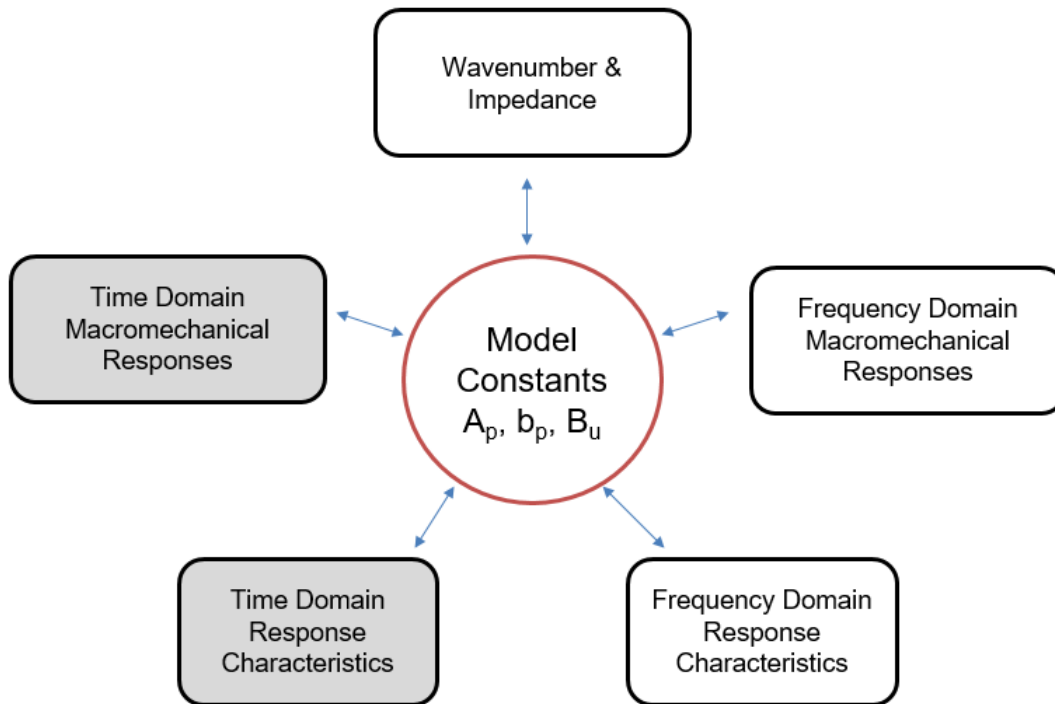 Wavenumber &
Impedance
Time Domain
Macromechanical
Responses
Frequency Domain
Macromechanical
Responses
Model
Constants
Aₚ, bₚ, Bᵤ
Time Domain
Response
Characteristics
Frequency Domain
Response
Characteristics